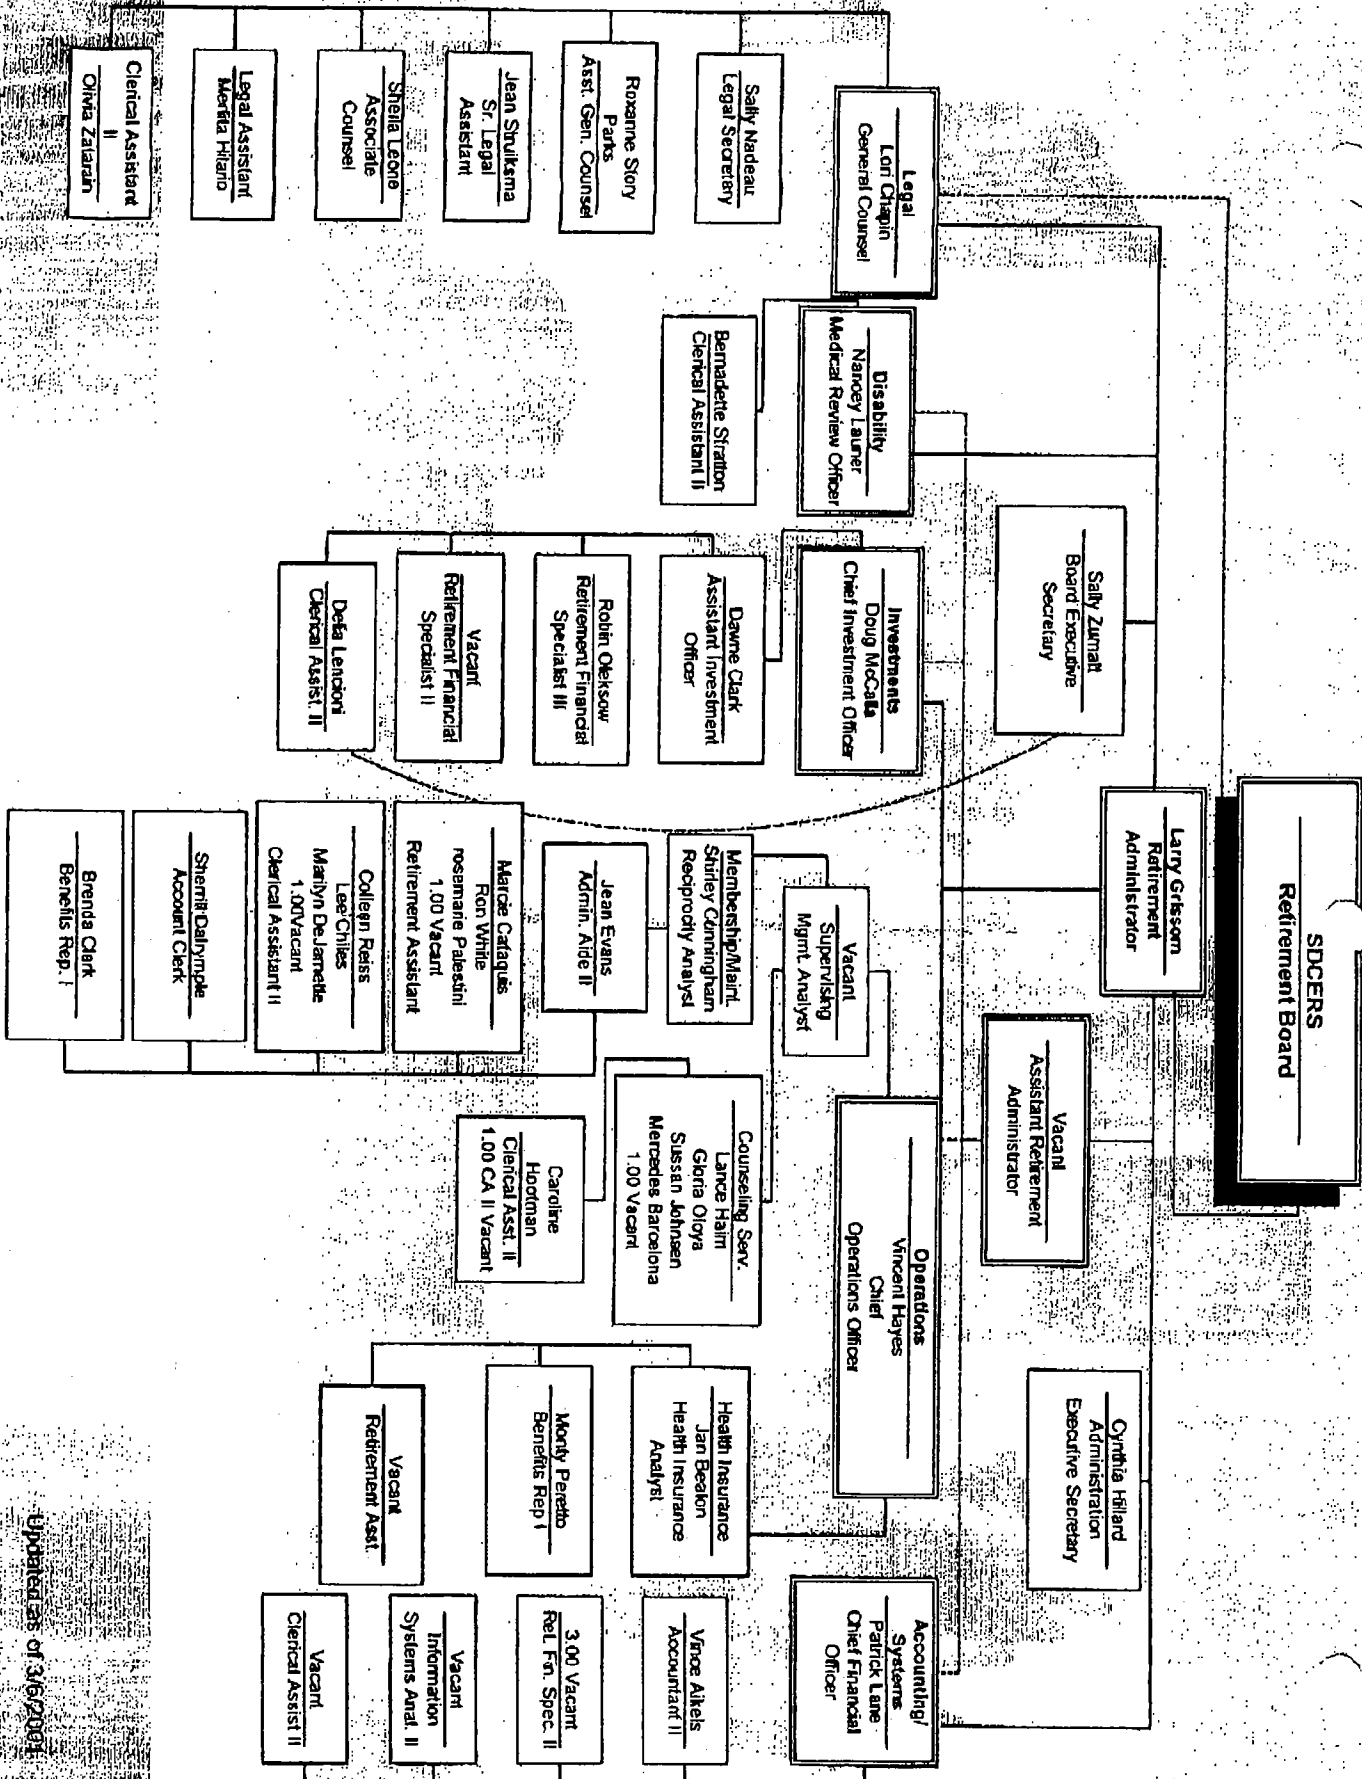 SDCERS
Retirement Board
Larry Grissom
Retirement
Administrator
Sally Zumalt
Board Executive
Secretary
Vacant
Assistant Retirement
Administrator
Cynthia Hillard
Administration
Executive Secretary
Legal
Lori Chapin
General Counsel
Sally Nadeau
Legal Secretary
Roxanne Story
Parks
Asst. Gen. Counsel
Jean Struiksma
Sr. Legal
Assistant
Sheila Leone
Associate
Counsel
Legal Assistant
Merlita Hilario
Clerical Assistant
II
Olivia Zatarain
Disability
Nancey Launer
Medical Review Officer
Bernadette Stratton
Clerical Assistant II
Investments
Doug McCalla
Chief Investment Officer
Dawne Clark
Assistant Investment
Officer
Robin Oleksow
Retirement Financial
Specialist III
Vacant
Retirement Financial
Specialist II
Delia Lencioni
Clerical Assist. II
Operations
Vincent Hayes
Chief
Operations Officer
Vacant
Supervising
Mgmt. Analyst
Membership/Maint.
Shirley Cunningham
Reciprocity Analyst
Jean Evans
Admin. Aide II
Marcie Cataquis
Ron White
rosemarie Palestini
1.00 Vacant
Retirement Assistant
Colleen Reiss
Lee Chiles
Marilyn DeJarnette
1.00Vacant
Clerical Assistant II
Sherrill Dalrymple
Account Clerk
Brenda Clark
Benefits Rep. I
Counseling Serv.
Lance Haim
Gloria Oloya
Sussan Johnsen
Mercedes Barcelona
1.00 Vacant
Caroline
Hoofman
Clerical Asst. II
1.00 CA II Vacant
Health Insurance
Jan Bealon
Health Insurance
Analyst
Monty Peretto
Benefits Rep I
Vacant
Retirement Asst.
Accounting/
Systems
Patrick Lane
Chief Financial
Officer
Vince Aikels
Accountant II
3.00 Vacant
Ret. Fin. Spec. II
Vacant
Information
Systems Anal. II
Vacant
Clerical Assist II
Updated as of 3/6/2001